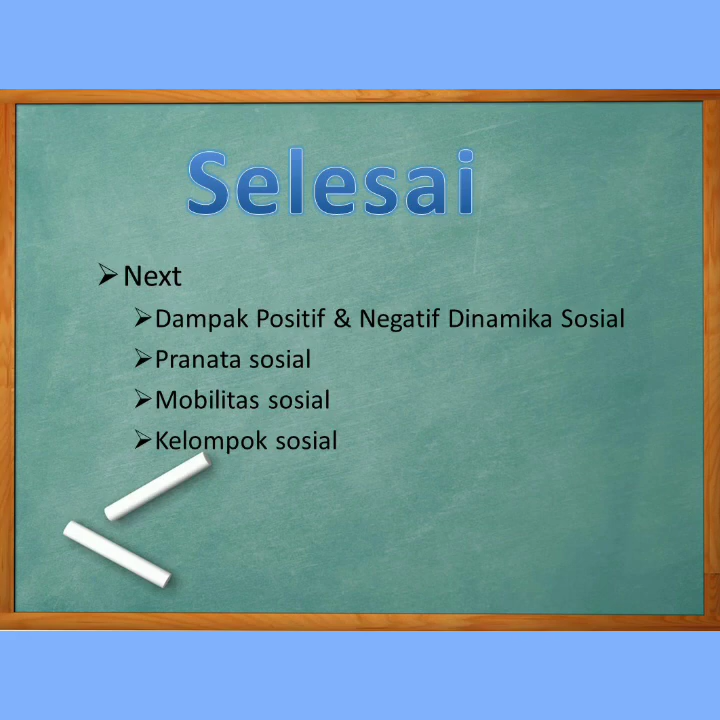 Selesai
Next
Dampak Positif & Negatif Dinamika Sosial
Pranata sosial
Mobilitas sosial
Kelompok sosial